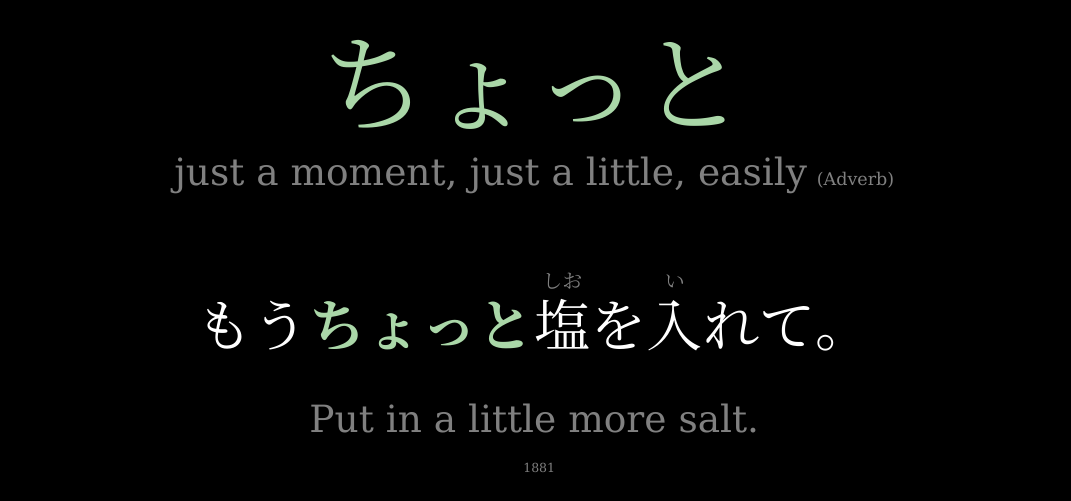 ちょっと
just a moment, just a little, easily (Adverb)
しお い
もうちょっと塩を入れて。
Put in a little more salt.
1881